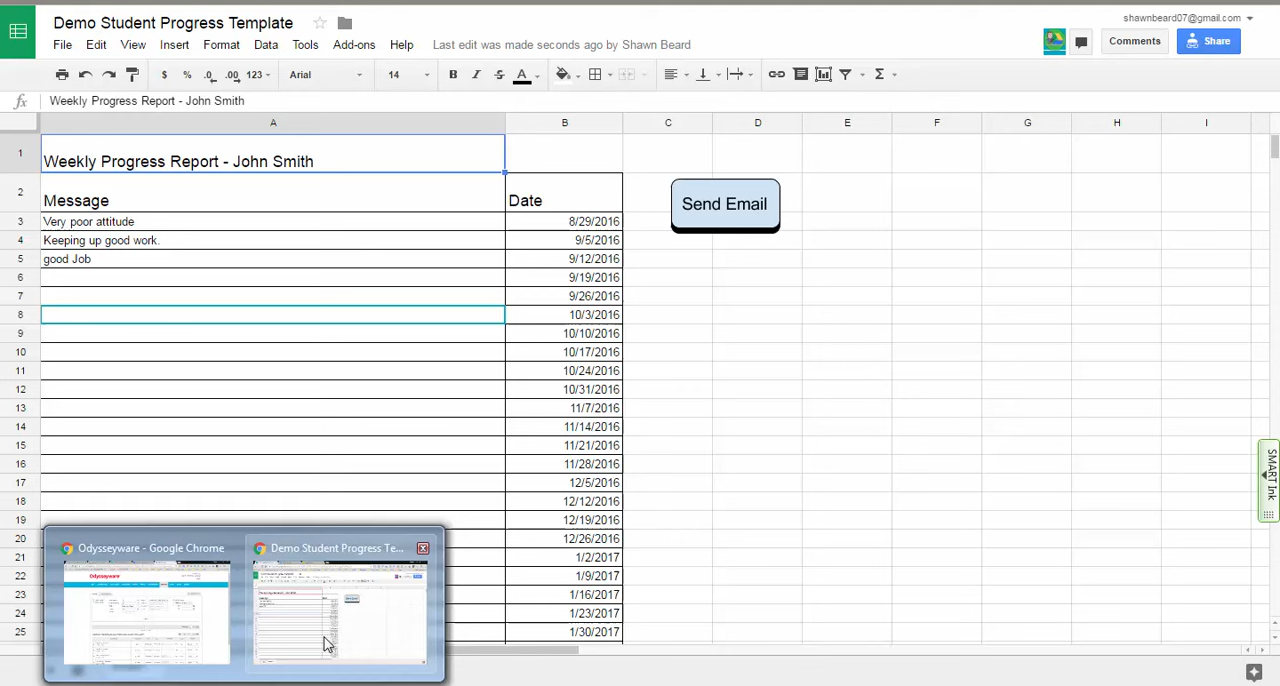 Demo Student Progress Template
shawnbeard07@gmail.com
File Edit View Insert Format Data Tools Add-ons Help Last edit was made seconds ago by Shawn Beard
Comments Share
$ % .0 .00 123 Arial 14 B I S A Σ
fx Weekly Progress Report - John Smith
A B C D E F G H I
1 Weekly Progress Report - John Smith
2 Message Date
Send Email
3 Very poor attitude 8/29/2016
4 Keeping up good work. 9/5/2016
5 good Job 9/12/2016
6 9/19/2016
7 9/26/2016
8 10/3/2016
9 10/10/2016
10 10/17/2016
11 10/24/2016
12 10/31/2016
13 11/7/2016
14 11/14/2016
15 11/21/2016
16 11/28/2016
17 12/5/2016
18 12/12/2016
19 12/19/2016
20 12/26/2016
21 1/2/2017
22 1/9/2017
23 1/16/2017
24 1/23/2017
25 1/30/2017
SMART Ink
Odysseyware - Google Chrome
Demo Student Progress Te...
Odysseyware